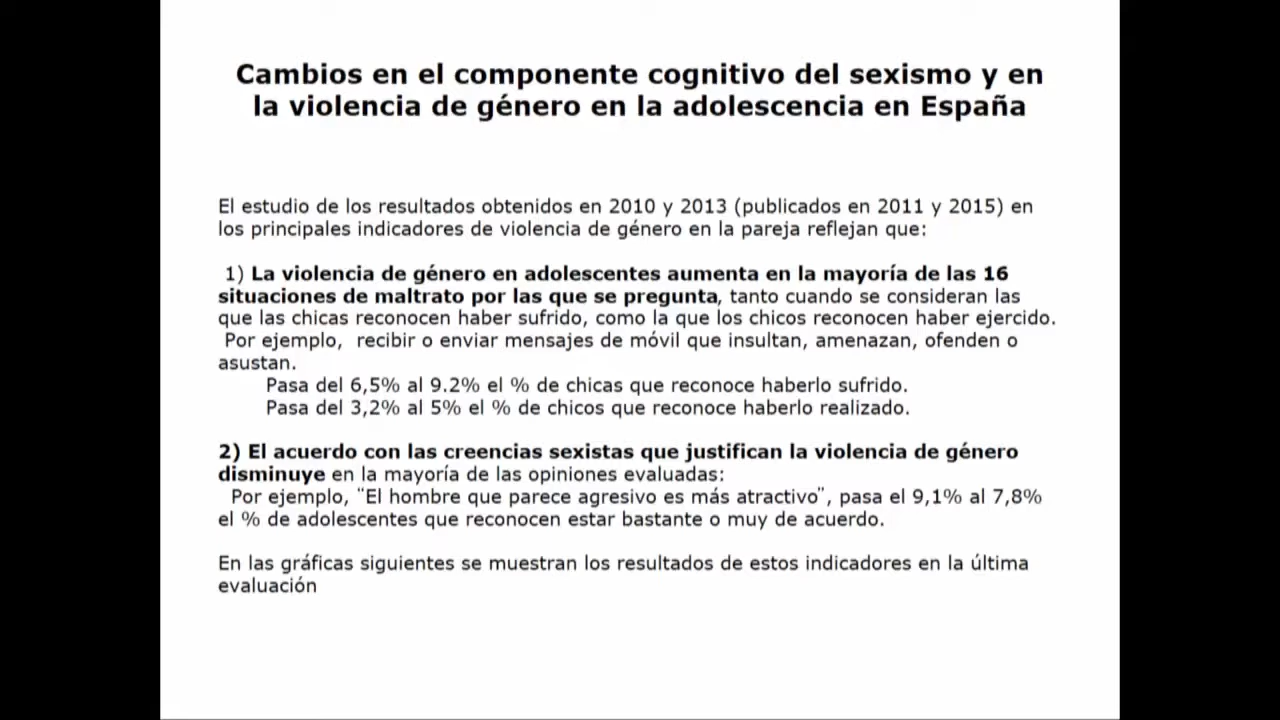 Cambios en el componente cognitivo del sexismo y en
la violencia de género en la adolescencia en España
El estudio de los resultados obtenidos en 2010 y 2013 (publicados en 2011 y 2015) en
los principales indicadores de violencia de género en la pareja reflejan que:
1) La violencia de género en adolescentes aumenta en la mayoría de las 16
situaciones de maltrato por las que se pregunta, tanto cuando se consideran las
que las chicas reconocen haber sufrido, como la que los chicos reconocen haber ejercido.
Por ejemplo, recibir o enviar mensajes de móvil que insultan, amenazan, ofenden o
asustan.
Pasa del 6,5% al 9.2% el % de chicas que reconoce haberlo sufrido.
Pasa del 3,2% al 5% el % de chicos que reconoce haberlo realizado.
2) El acuerdo con las creencias sexistas que justifican la violencia de género
disminuye en la mayoría de las opiniones evaluadas:
Por ejemplo, ¨El hombre que parece agresivo es más atractivo¨, pasa el 9,1% al 7,8%
el % de adolescentes que reconocen estar bastante o muy de acuerdo.
En las gráficas siguientes se muestran los resultados de estos indicadores en la última
evaluación